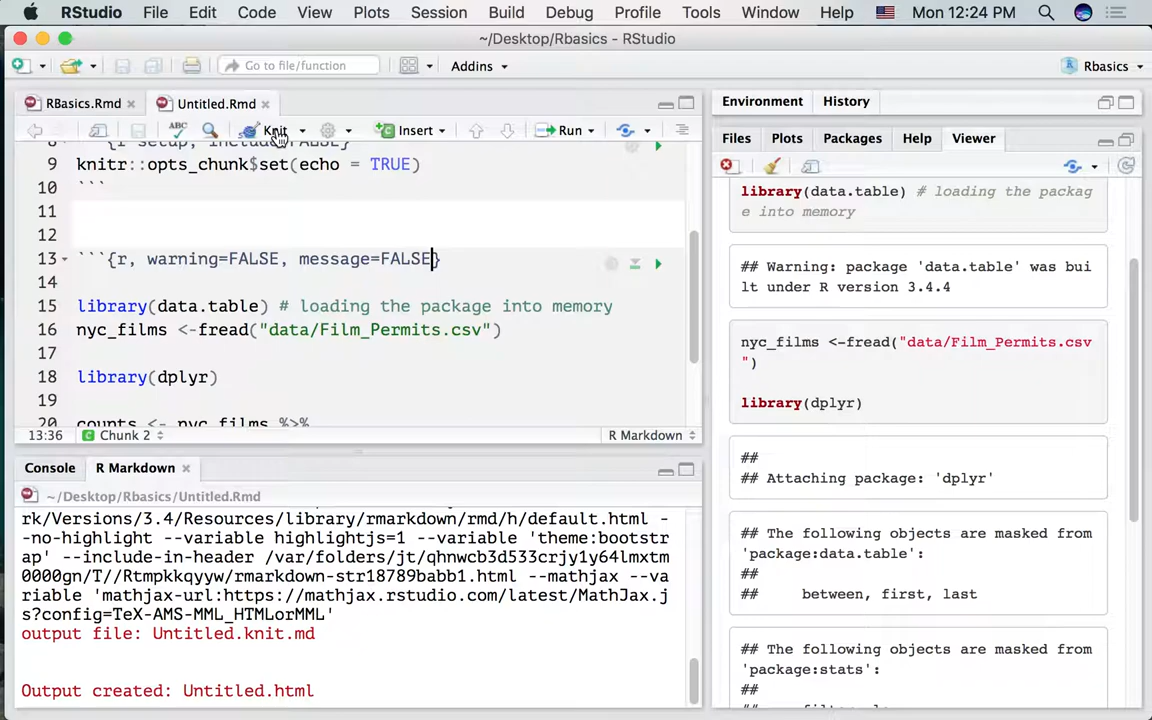 RStudio File Edit Code View Plots Session Build Debug Profile Tools Window Help Mon 12:24 PM
~/Desktop/Rbasics - RStudio
Go to file/function Addins Rbasics
RBasics.Rmd Untitled.Rmd
ABC Knit Insert Run
9 knitr::opts_chunk$set(echo = TRUE)
10 ```
11
12
13 ```{r, warning=FALSE, message=FALSE}
14
15 library(data.table) # loading the package into memory
16 nyc_films <-fread("data/Film_Permits.csv")
17
18 library(dplyr)
19
20 counts <- nyc_films %>%
13:36 Chunk 2 R Markdown
Console R Markdown
~/Desktop/Rbasics/Untitled.Rmd
rk/Versions/3.4/Resources/library/rmarkdown/rmd/h/default.html -
-no-highlight --variable highlightjs=1 --variable 'theme:bootstr
ap' --include-in-header /var/folders/jt/qhnwcb3d533crjy1y64lmxtm
0000gn/T//Rtmpkkqyyw/rmarkdown-str18789babb1.html --mathjax --va
riable 'mathjax-url:https://mathjax.rstudio.com/latest/MathJax.j
s?config=TeX-AMS-MML_HTMLorMML'
output file: Untitled.knit.md
Output created: Untitled.html
Environment History
Files Plots Packages Help Viewer
library(data.table) # loading the packag
e into memory
## Warning: package 'data.table' was bui
lt under R version 3.4.4
nyc_films <-fread("data/Film_Permits.csv
")
library(dplyr)
##
## Attaching package: 'dplyr'
## The following objects are masked from
'package:data.table':
##
## between, first, last
## The following objects are masked from
'package:stats':
##